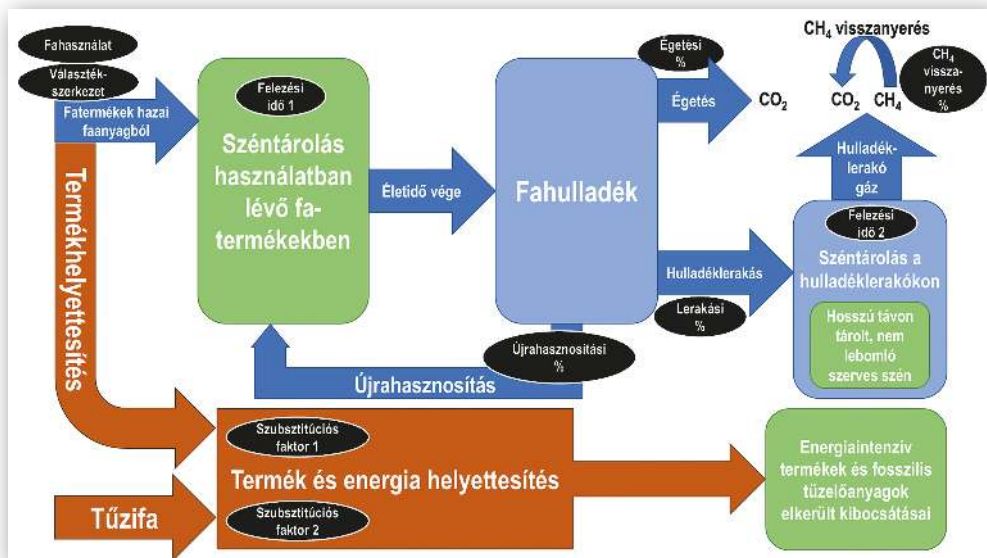 Fahasználat
Választék-
szerkezet
Fatermékek hazai
faanyagból
Termékhelyettesítés
Felezési
idő 1
Széntárolás
használatban
lévő fa-
termékekben
Életidő vége
Fahulladék
Égetési
%
Égetés
CO2
CH4 visszanyerés
CH4
vissza-
nyerés
%
CO2 CH4
Hulladék-
lerakó
gáz
Felezési
idő 2
Széntárolás a
hulladéklerakókon
Hosszú távon
tárolt, nem
lebomló
szerves szén
Hulladéklerakás
Lerakási
%
Újrahasznosítási
%
Újrahasznosítás
Szubsztitúciós
faktor 1
Termék és energia helyettesítés
Szubsztitúciós
faktor 2
Tűzifa
Energiaintenzív
termékek és fosszilis
tüzelőanyagok
elkerült kibocsátásai